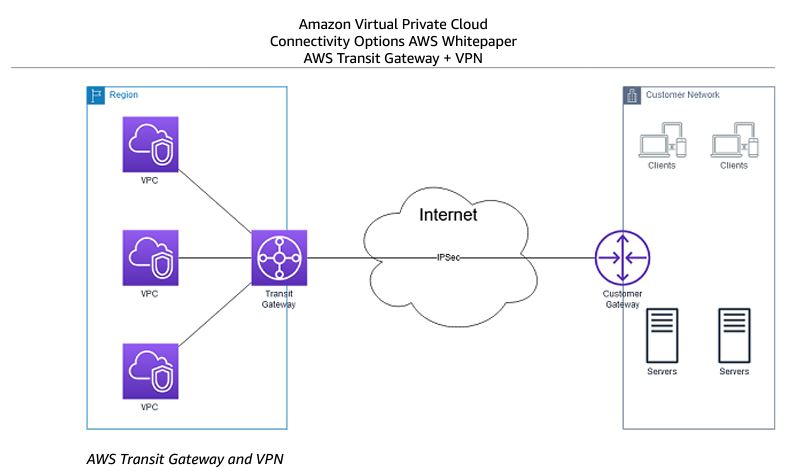 Amazon Virtual Private Cloud
Connectivity Options AWS Whitepaper
AWS Transit Gateway + VPN
Region
Customer Network
VPC
Clients
Clients
Internet
VPC
Transit
Gateway
IPSec
Customer
Gateway
VPC
Servers
Servers
AWS Transit Gateway and VPN